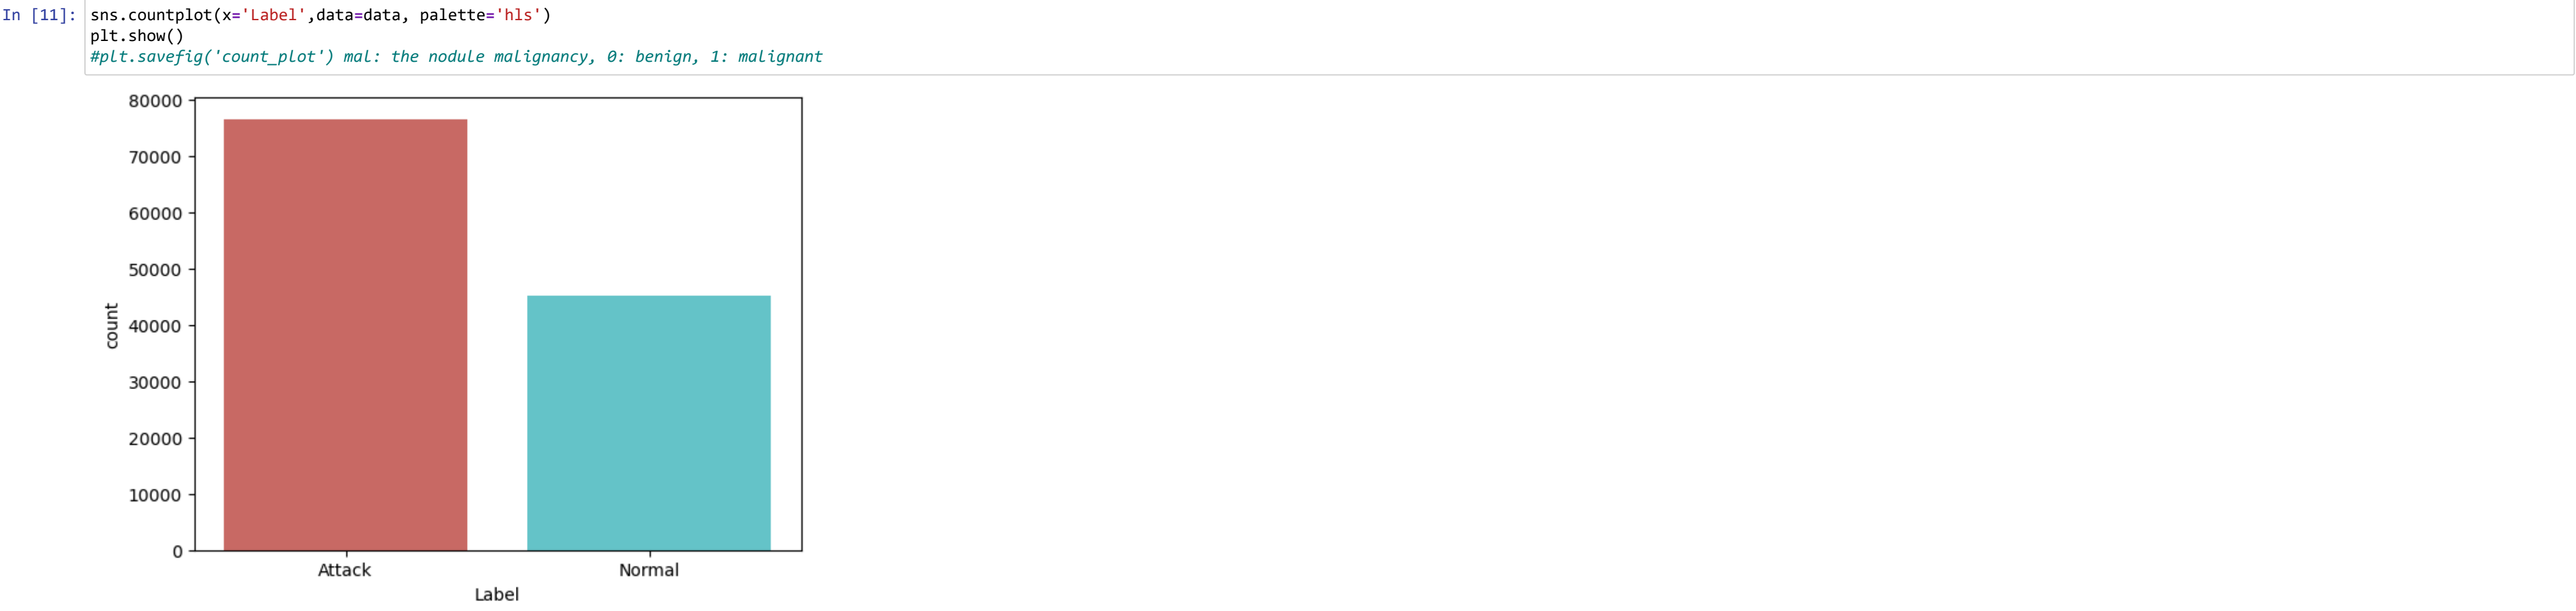 In [11]: sns.countplot(x='Label',data=data, palette='hls')
plt.show()
#plt.savefig('count_plot') mal: the nodule malignancy, 0: benign, 1: malignant
80000
70000
60000
50000
40000
30000
20000
10000
0
count
Attack Normal
Label